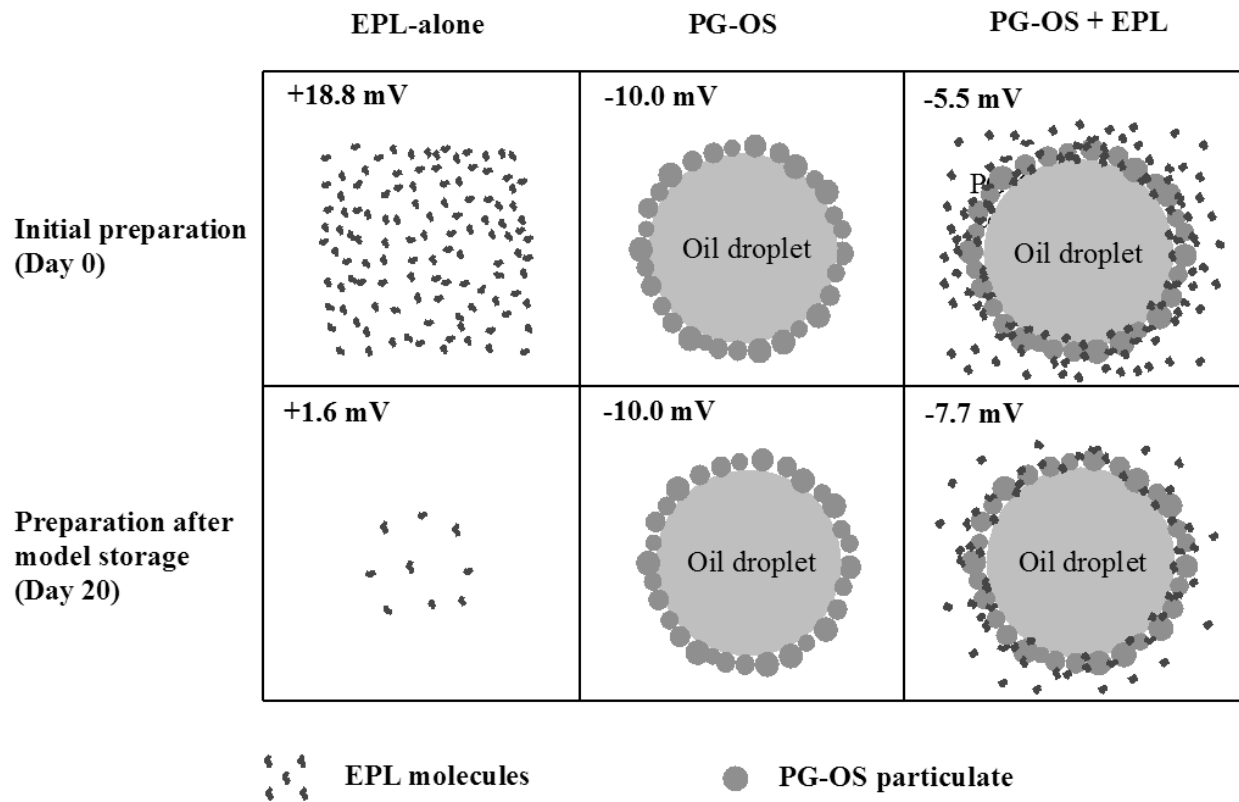 EPL-alone
PG-OS
PG-OS + EPL
Initial preparation
(Day 0)
+18.8 mV
-10.0 mV
-5.5 mV
Oil droplet
Oil droplet
Preparation after
model storage
(Day 20)
+1.6 mV
-10.0 mV
-7.7 mV
Oil droplet
Oil droplet
EPL molecules
PG-OS particulate